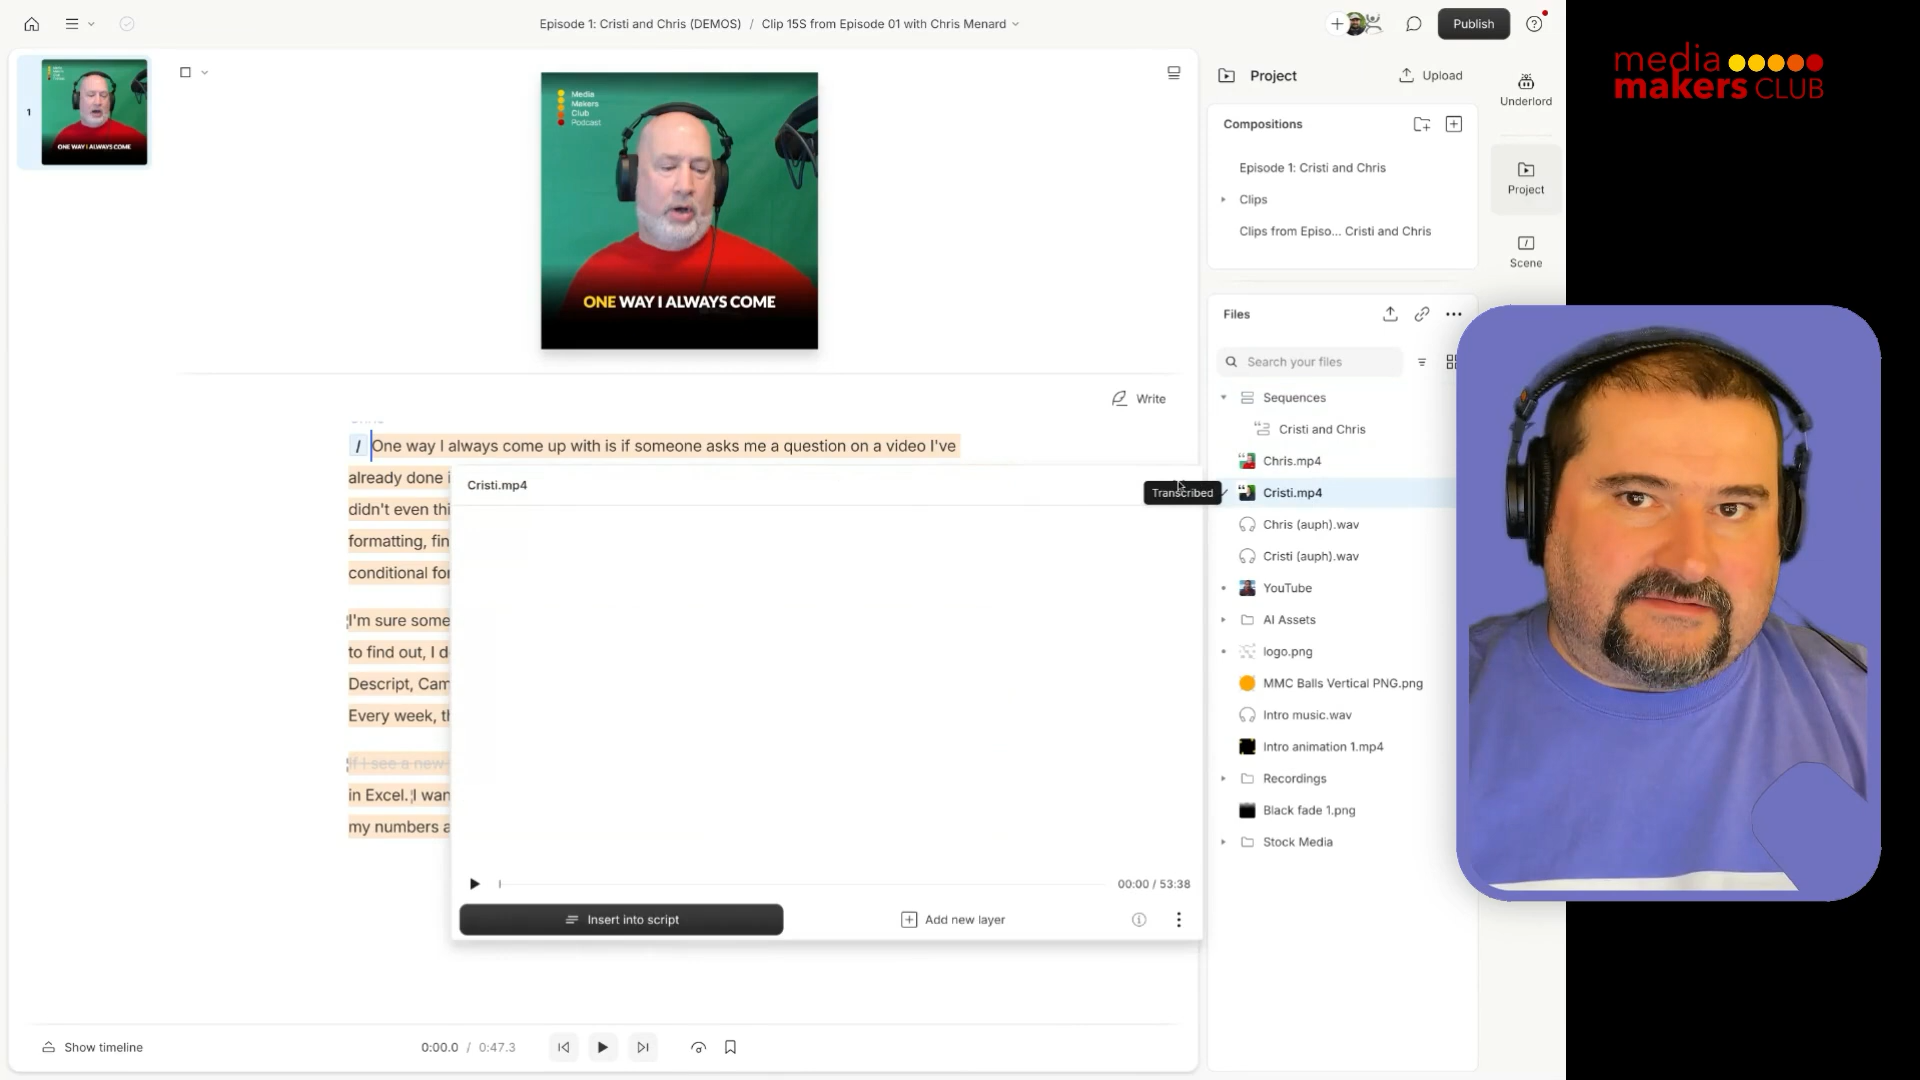 Episode 1: Cristi and Chris (DEMOS) / Clip 15S from Episode 01 with Chris Menard
Publish
media
makers CLUB
1
ONE WAY I ALWAYS COME
Media
Makers
Club
Podcast
ONE WAY I ALWAYS COME
Project
Upload
Underlord
Compositions
Episode 1: Cristi and Chris
Clips
Clips from Episo... Cristi and Chris
Project
Scene
Files
Search your files
Write
Sequences
Cristi and Chris
Chris.mp4
Cristi.mp4
Chris (auph).wav
Cristi (auph).wav
YouTube
AI Assets
logo.png
MMC Balls Vertical PNG.png
Intro music.wav
Intro animation 1.mp4
Recordings
Black fade 1.png
Stock Media
/ One way I always come up with is if someone asks me a question on a video I've
already done i
didn't even thi
formatting, fin
conditional for
I'm sure some
to find out, I d
Descript, Cam
Every week, th
If I see a new
in Excel. I wan
my numbers a
Cristi.mp4
Transcribed
00:00 / 53:38
Insert into script
Add new layer
Show timeline
0:00.0 / 0:47.3